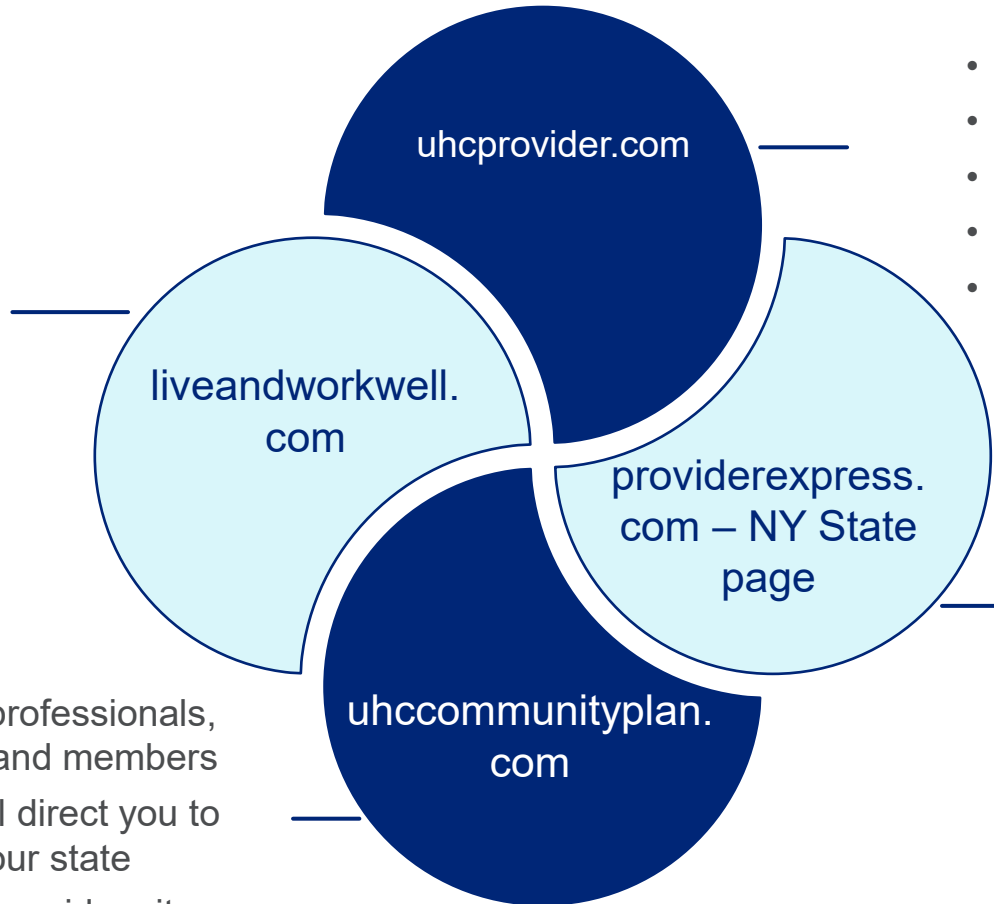 uhcprovider.com
liveandworkwell.
com
providerexpress.
com – NY State
page
uhccommunityplan.
com
professionals,
and members
direct you to
our state